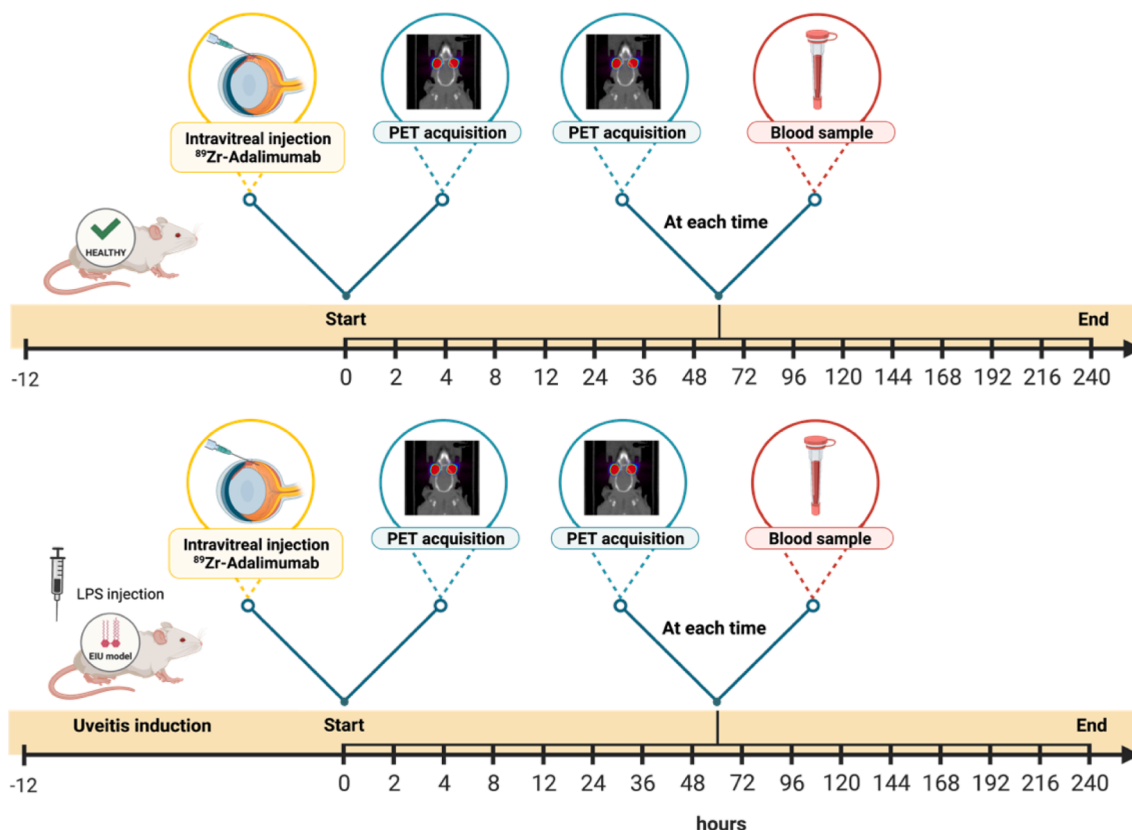 Intravitreal injection
⁸⁹Zr-Adalimumab
PET acquisition
PET acquisition
Blood sample
HEALTHY
At each time
Start
End
-12 0 2 4 8 12 24 36 48 72 96 120 144 168 192 216 240
Intravitreal injection
⁸⁹Zr-Adalimumab
PET acquisition
PET acquisition
Blood sample
LPS injection
EIU model
At each time
Uveitis induction
Start
End
-12 0 2 4 8 12 24 36 48 72 96 120 144 168 192 216 240
hours